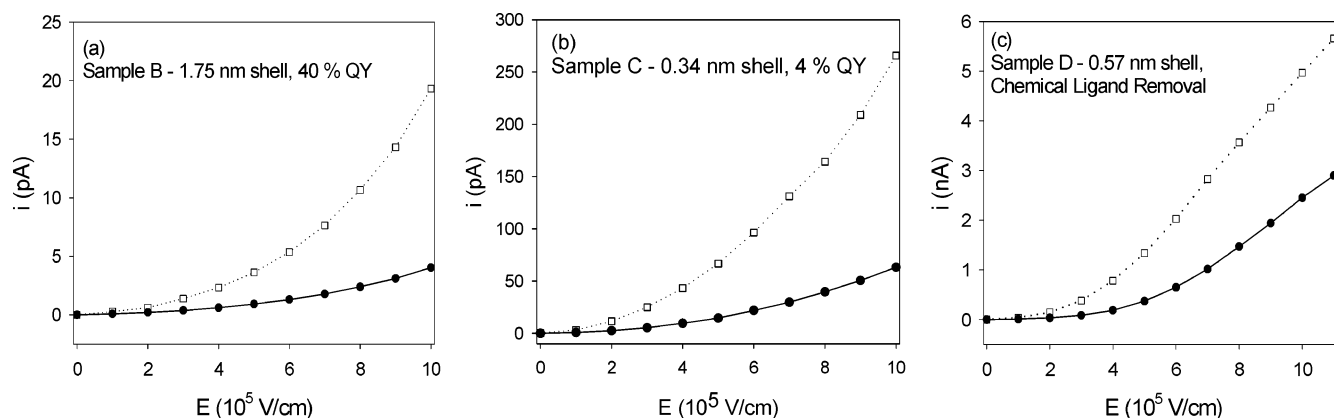 (a)
Sample B - 1.75 nm shell, 40 % QY
25
20
15
10
5
0
i (pA)
0 2 4 6 8 10
E (10⁵ V/cm)
(b)
Sample C - 0.34 nm shell, 4 % QY
300
250
200
150
100
50
0
i (pA)
0 2 4 6 8 10
E (10⁵ V/cm)
(c)
Sample D - 0.57 nm shell,
Chemical Ligand Removal
6
5
4
3
2
1
0
i (nA)
0 2 4 6 8 10
E (10⁵ V/cm)